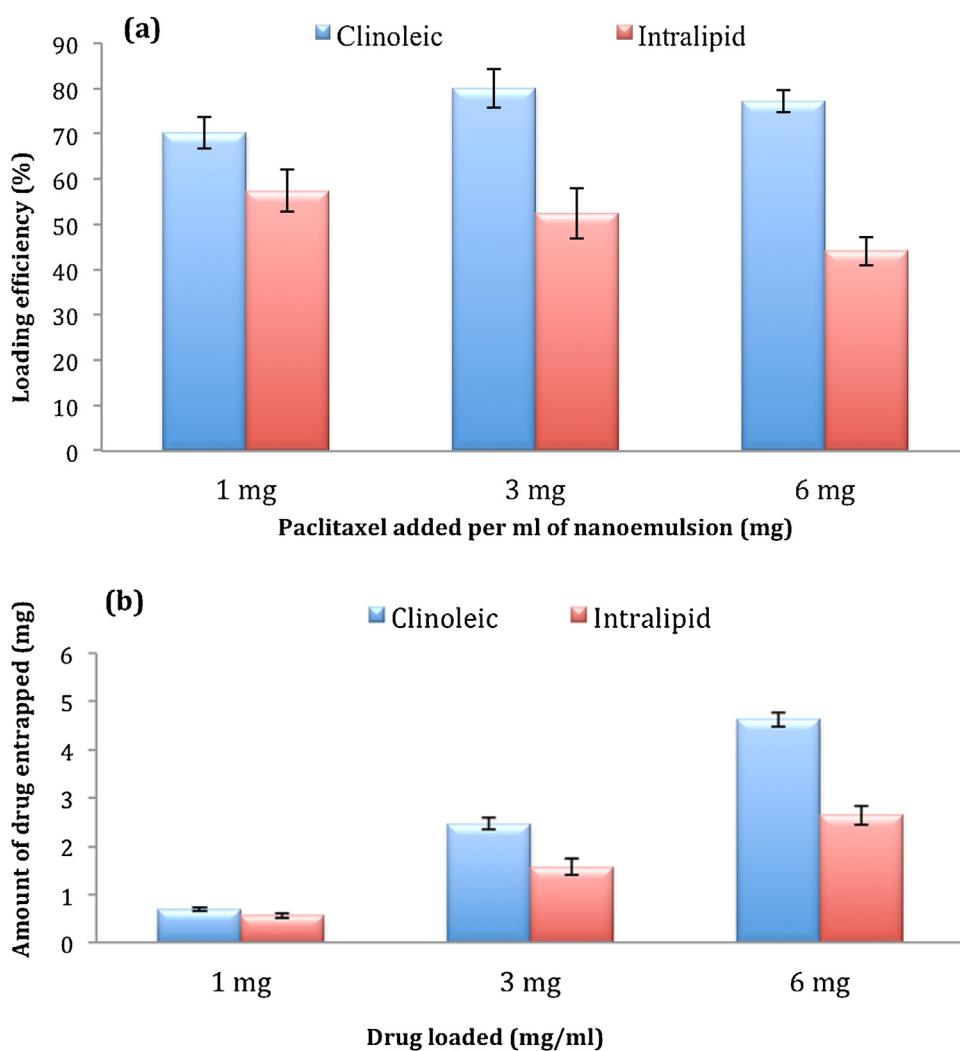 (a)
Clinoleic
Intralipid
Loading efficiency (%)
90
80
70
60
50
40
30
20
10
0
1 mg
3 mg
6 mg
Paclitaxel added per ml of nanoemulsion (mg)
(b)
Clinoleic
Intralipid
Amount of drug entrapped (mg)
6
5
4
3
2
1
0
1 mg
3 mg
6 mg
Drug loaded (mg/ml)